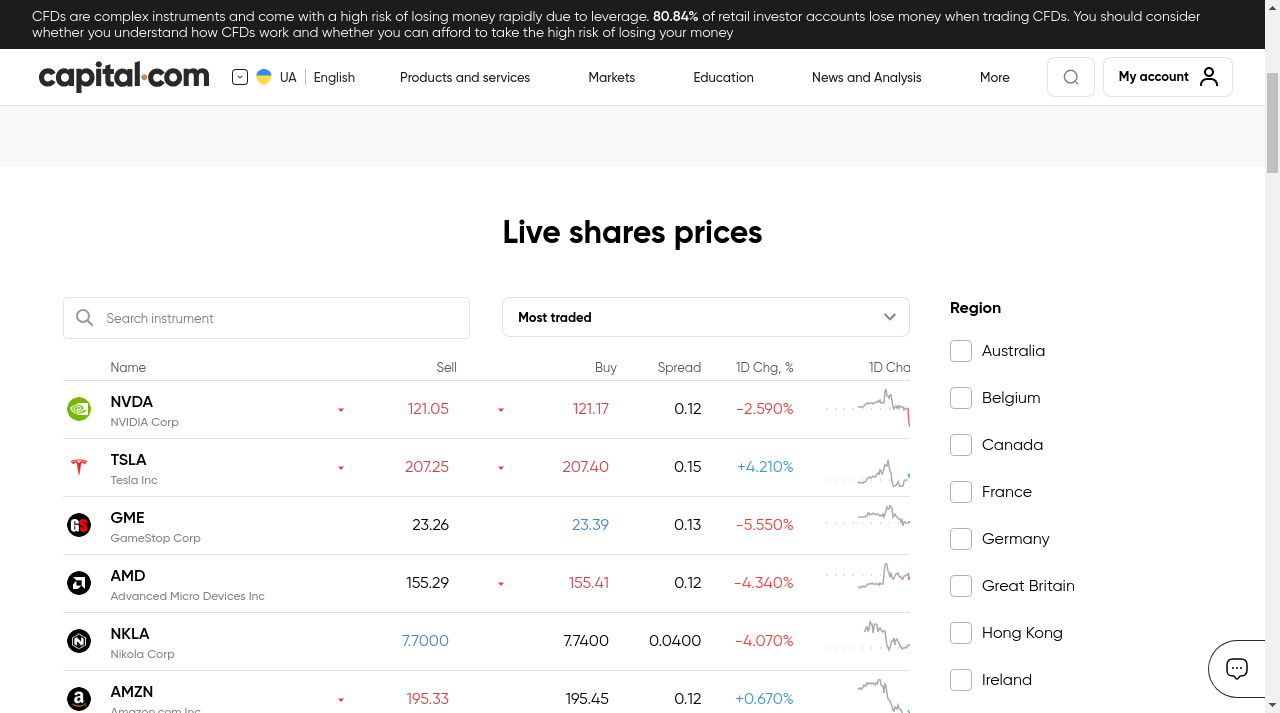 CFDs are complex instruments and come with a high risk of losing money rapidly due to leverage. 80.84% of retail investor accounts lose money when trading CFDs. You should consider
whether you understand how CFDs work and whether you can afford to take the high risk of losing your money
capital.com UA English Products and services Markets Education News and Analysis More My account
Live shares prices
Search instrument Most traded Region
Australia
Name Sell Buy Spread 1D Chg, % 1D Cha
NVDA 121.05 121.17 0.12 -2.590% Belgium
NVIDIA Corp
Canada
TSLA 207.25 207.40 0.15 +4.210%
Tesla Inc
France
GME 23.26 23.39 0.13 -5.550%
GameStop Corp
Germany
AMD 155.29 155.41 0.12 -4.340% Great Britain
Advanced Micro Devices Inc
NKLA 7.7000 7.7400 0.0400 -4.070% Hong Kong
Nikola Corp
Ireland
AMZN 195.33 195.45 0.12 +0.670%
Amazon.com Inc